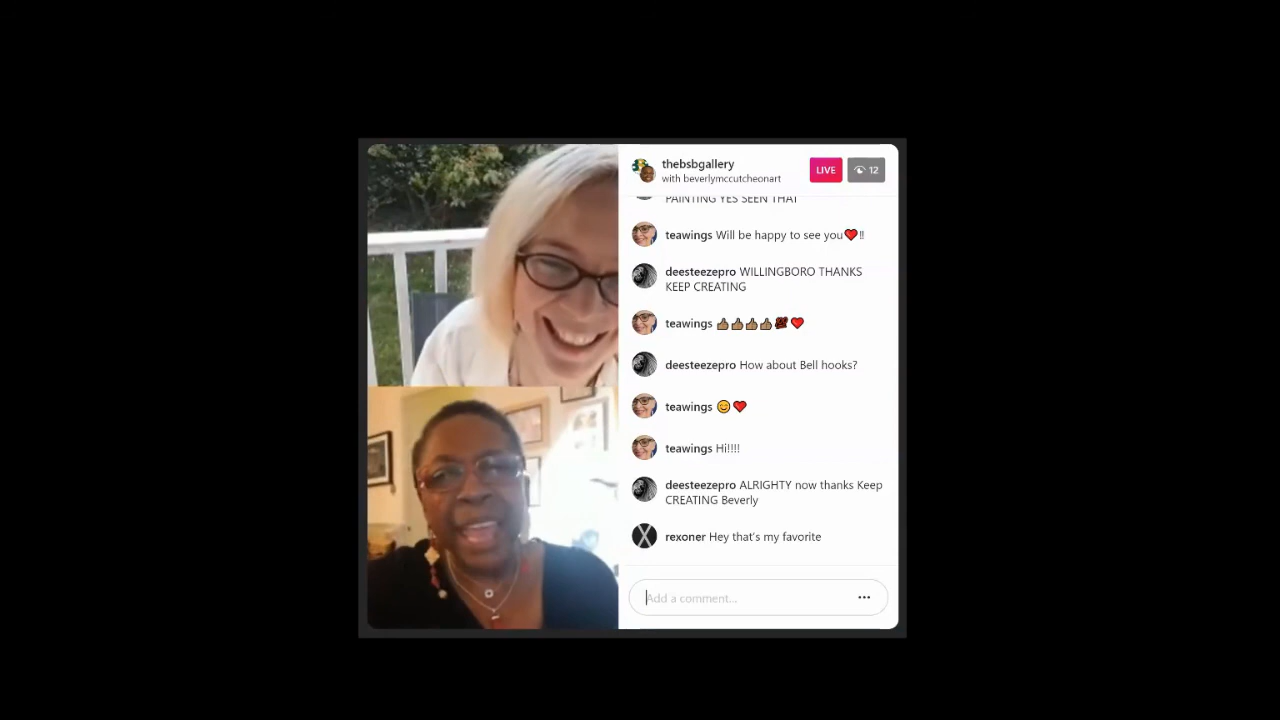 thebsbgallery
with beverlymccutcheonart
LIVE
12
PAINTING YES SEEN THAT
teawings Will be happy to see you❤️!!
deesteezepro WILLINGBORO THANKS
KEEP CREATING
teawings 👍🏽👍🏽👍🏽👍🏽💯❤️
deesteezepro How about Bell hooks?
teawings 😊❤️
teawings Hi!!!!
deesteezepro ALRIGHTY now thanks Keep
CREATING Beverly
rexoner Hey that's my favorite
Add a comment...